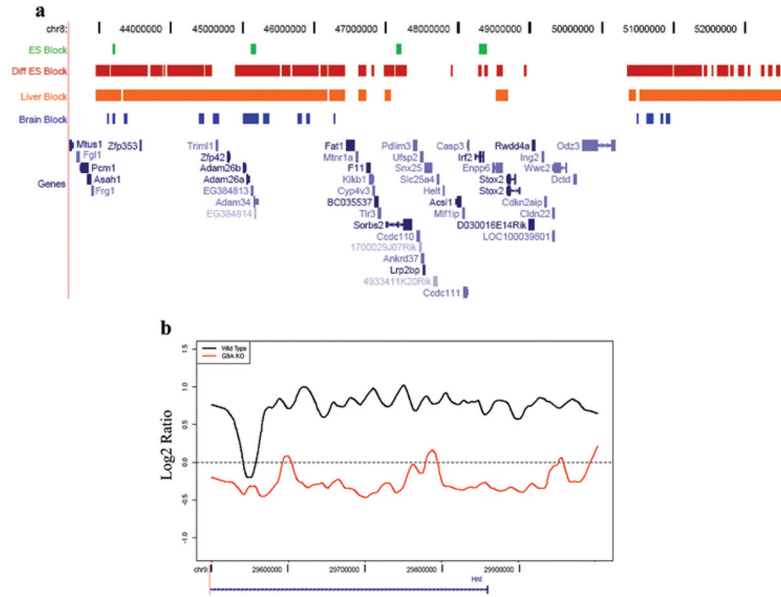 a
chr8: 44000000 45000000 46000000 47000000 48000000 49000000 50000000 51000000 52000000
ES Block
Diff ES Block
Liver Block
Brain Block
Mtus1 Zfp353 Triml1 Fat1 Pdlim3 Casp3 Rwdd4a Odz3
Fgl1 Zfp42 Mtnr1a Ufsp2 Irf2 Ing2
Pcm1 Adam26b F11 Snx25 Enpp6 Wwc2
Genes Asah1 Adam26a Klkb1 Slc25a4 Stox2 Dctd
Frg1 EG384813 Cyp4v3 Helt Stox2
Adam34 BC035537 Acsl1 Cdkn2aip
EG384814 Tlr3 Mlf1ip Cldn22
Sorbs2 D030016E14Rik
Ccdc110 LOC100039801
1700029J07Rik
Ankrd37
Lrp2bp
4933411K20Rik
Ccdc111
b
Wild Type
G9A KO
Log2 Ratio
1.5
1.0
0.5
0.0
-0.5
-1.0
chr9: 29600000 29700000 29800000 29900000
Hnt